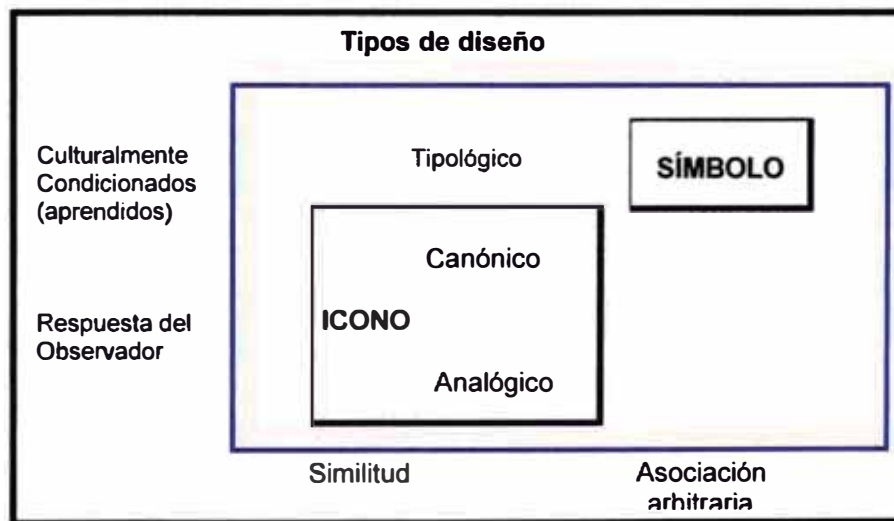 Tipos de diseño
Culturalmente
Condicionados
(aprendidos)
Tipológico
SÍMBOLO
Canónico
ICONO
Respuesta del
Observador
Analógico
Similitud
Asociación
arbitraria